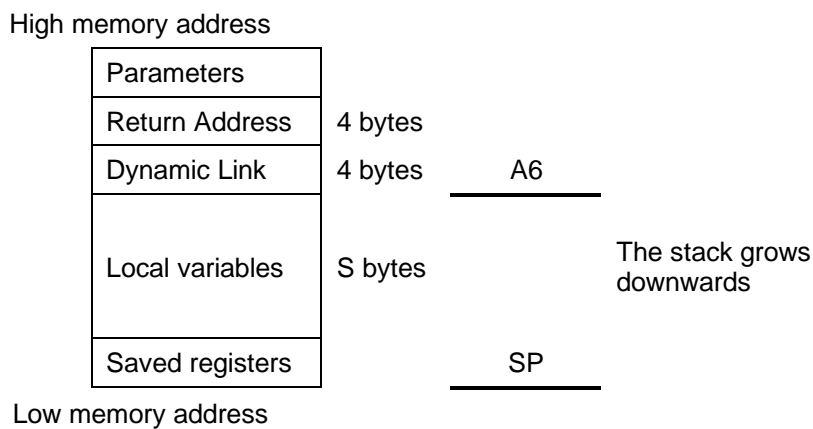 High memory address
Parameters
Return Address 4 bytes
Dynamic Link 4 bytes A6
Local variables S bytes
The stack grows
downwards
Saved registers SP
Low memory address